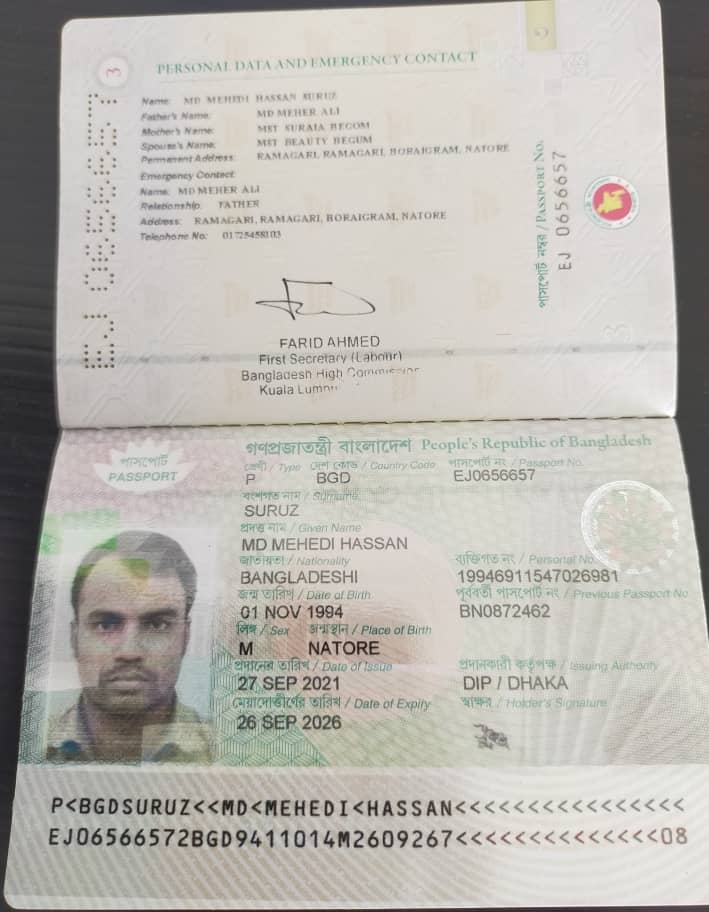 3
PERSONAL DATA AND EMERGENCY CONTACT
Name: MD MEHEDI HASSAN SURUZ
Father's Name: MD MEHER ALI
Mother's Name: MST SURAIA BEGOM
Spouse's Name: MST BEAUTY BEGUM
Permanent Address: RAMAGARI, RAMAGARI, BORAIGRAM, NATORE
Emergency Contact:
Name: MD MEHER ALI
Relationship: FATHER
Address: RAMAGARI, RAMAGARI, BORAIGRAM, NATORE
Telephone No: 01725458103
EJ 0656657
পাসপোর্ট নম্বর / PASSPORT No.
EJ 0656657
FARID AHMED
First Secretary (Labour)
Bangladesh High Commission
Kuala
গণপ্রজাতন্ত্রী বাংলাদেশ People's Republic of Bangladesh
পাসপোর্ট
PASSPORT
শ্রেণী / Type দেশ কোড / Country Code পাসপোর্ট নং / Passport No.
P BGD EJ0656657
বংশগত নাম / Surname
SURUZ
প্রদত্ত নাম / Given Name
MD MEHEDI HASSAN
জাতীয়তা / Nationality ব্যক্তিগত নং / Personal No.
BANGLADESHI 19946911547026981
জন্ম তারিখ / Date of Birth পূর্ববর্তী পাসপোর্ট নং / Previous Passport No
01 NOV 1994 BN0872462
লিঙ্গ / Sex জন্মস্থান / Place of Birth
M NATORE
প্রদানের তারিখ / Date of Issue প্রদানকারী কর্তৃপক্ষ / Issuing Authority
27 SEP 2021 DIP / DHAKA
মেয়াদোত্তীর্ণের তারিখ / Date of Expiry স্বাক্ষর / Holder's Signature
26 SEP 2026
P<BGDSURUZ<<MD<MEHEDI<HASSAN<<<<<<<<<<<<<<<<
EJ06566572BGD9411014M2609267<<<<<<<<<<<<<<08